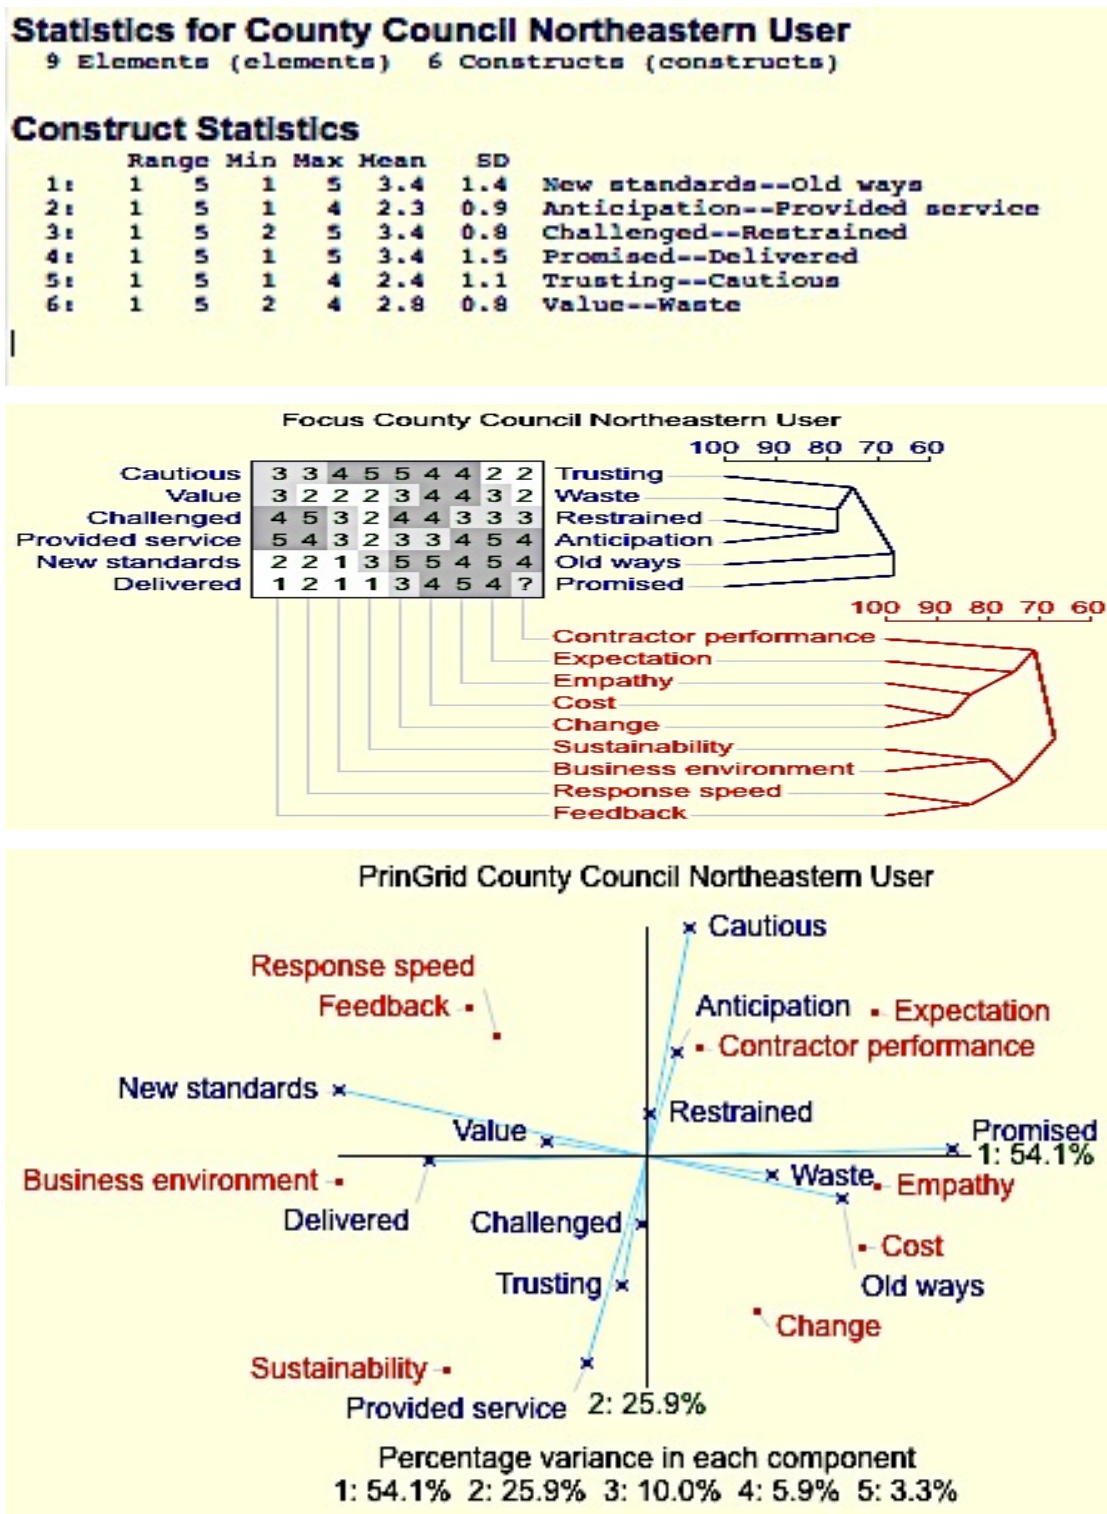 Statistics for County Council Northeastern User
9 Elements (elements) 6 Constructs (constructs)
Construct Statistics
Range Min Max Mean SD
1: 1 5 1 5 3.4 1.4 New standards--Old ways
2: 1 5 1 4 2.3 0.9 Anticipation--Provided service
3: 1 5 2 5 3.4 0.8 Challenged--Restrained
4: 1 5 1 5 3.4 1.5 Promised--Delivered
5: 1 5 1 4 2.4 1.1 Trusting--Cautious
6: 1 5 2 4 2.8 0.8 Value--Waste
Focus County Council Northeastern User
100 90 80 70 60
Cautious 3 3 4 5 5 4 4 2 2 Trusting
Value 3 2 2 2 3 4 4 3 2 Waste
Challenged 4 5 3 2 4 4 3 3 3 Restrained
Provided service 5 4 3 2 3 3 4 5 4 Anticipation
New standards 2 2 1 3 5 5 4 5 4 Old ways
Delivered 1 2 1 1 3 4 5 4 ? Promised
100 90 80 70 60
Contractor performance
Expectation
Empathy
Cost
Change
Sustainability
Business environment
Response speed
Feedback
PrinGrid County Council Northeastern User
Cautious
Response speed
Feedback
Anticipation
Expectation
Contractor performance
New standards
Restrained
Value
Promised
1: 54.1%
Business environment
Waste
Empathy
Delivered
Challenged
Cost
Trusting
Old ways
Change
Sustainability
Provided service
2: 25.9%
Percentage variance in each component
1: 54.1% 2: 25.9% 3: 10.0% 4: 5.9% 5: 3.3%